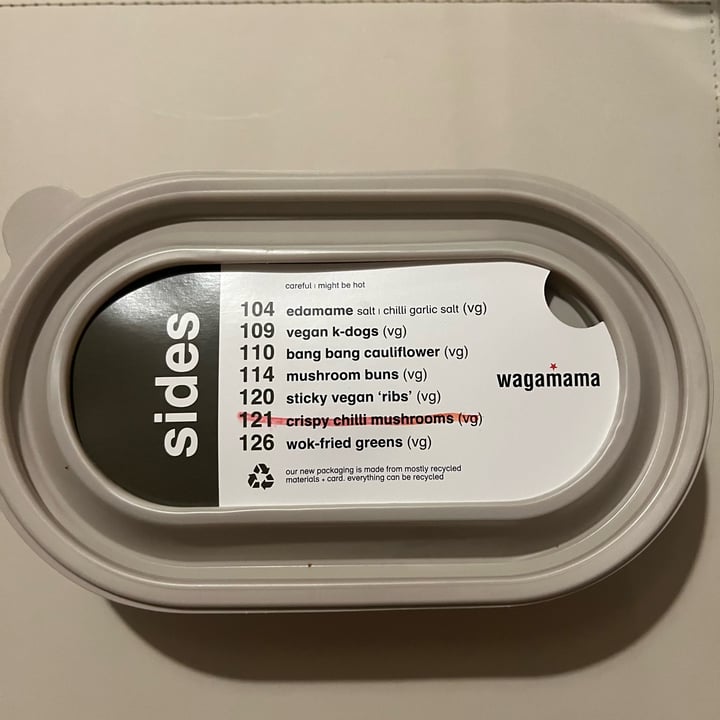 sides
careful | might be hot
104 edamame salt | chilli garlic salt (vg)
109 vegan k-dogs (vg)
110 bang bang cauliflower (vg)
114 mushroom buns (vg)
120 sticky vegan ‘ribs’ (vg)
121 crispy chilli mushrooms (vg)
126 wok-fried greens (vg)
our new packaging is made from mostly recycled
materials + card. everything can be recycled
wagamama